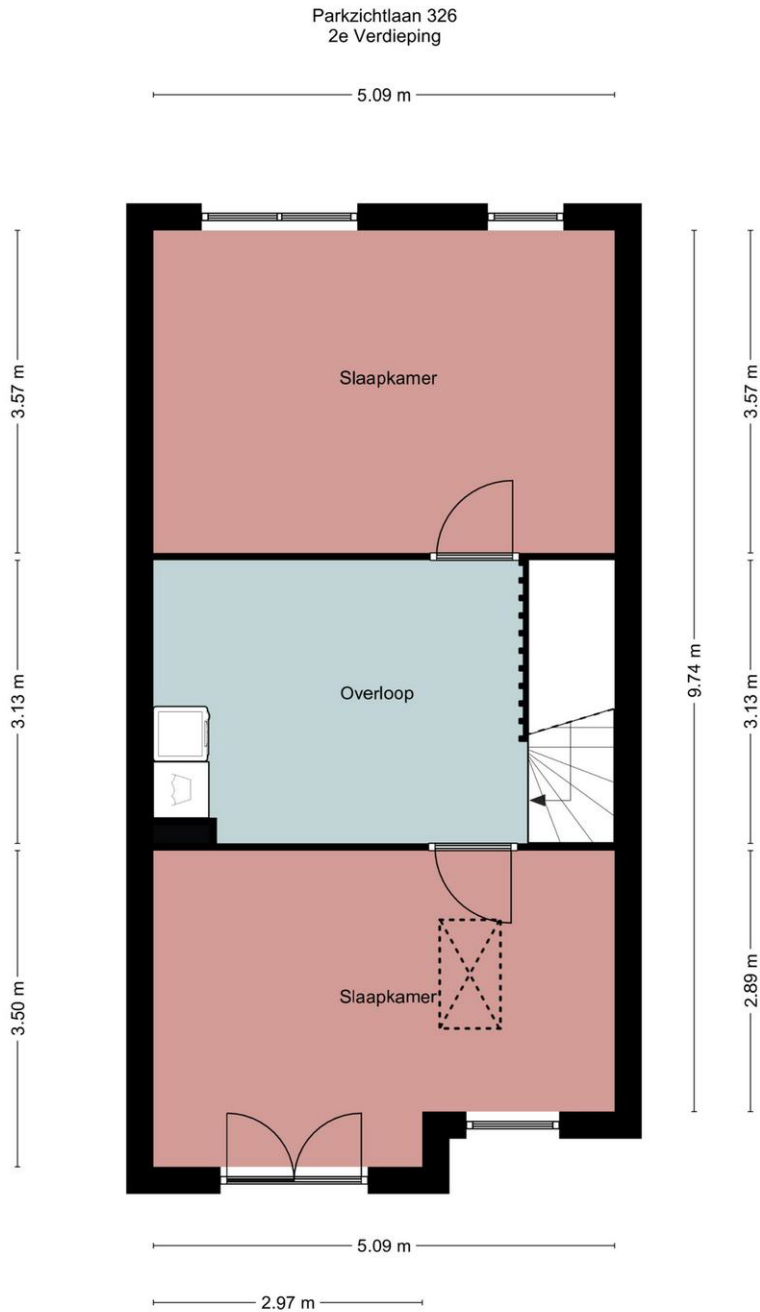 Parkzichtlaan 326
2e Verdieping
5.09 m
3.57 m
3.57 m
Slaapkamer
9.74 m
3.13 m
3.13 m
Overloop
3.50 m
2.89 m
Slaapkamer
5.09 m
2.97 m